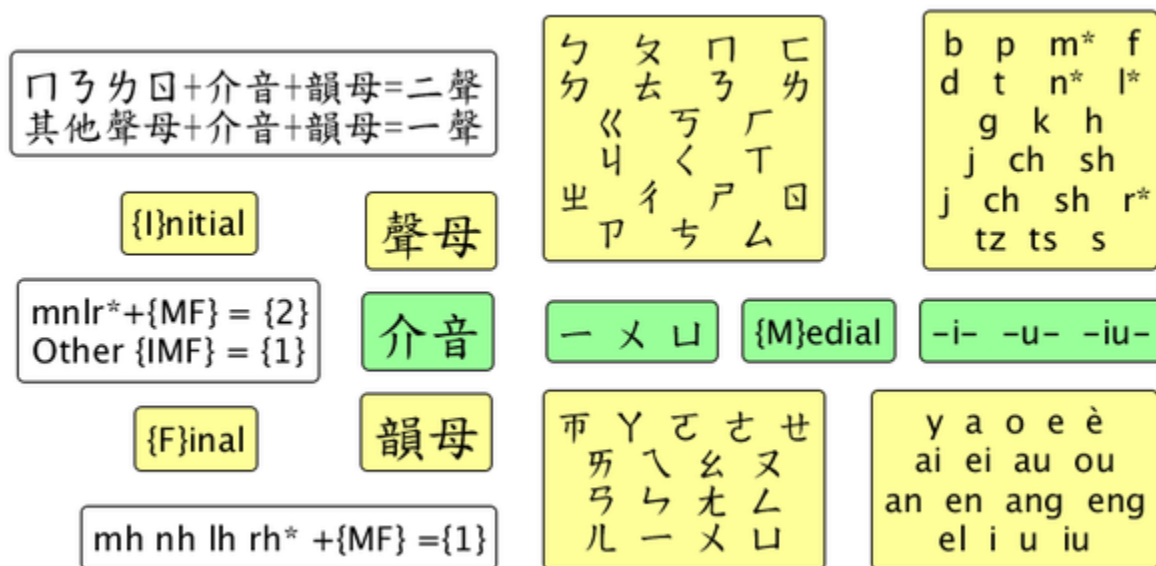 ㄇㄋㄌㄖ+介音+韻母=二聲
其他聲母+介音+韻母=一聲
{I}nitial
聲母
ㄅ ㄆ ㄇ ㄈ
ㄉ ㄊ ㄋ ㄌ
ㄍ ㄎ ㄏ
ㄐ ㄑ ㄒ
ㄓ ㄔ ㄕ ㄖ
ㄗ ㄘ ㄙ
b p m* f
d t n* l*
g k h
j ch sh
j ch sh r*
tz ts s
mnlr*+{MF} = {2}
Other {IMF} = {1}
介音
ㄧ ㄨ ㄩ
{M}edial
-i- -u- -iu-
{F}inal
韻母
ㄭ ㄚ ㄛ ㄜ ㄝ
ㄞ ㄟ ㄠ ㄡ
ㄢ ㄣ ㄤ ㄥ
ㄦ ㄧ ㄨ ㄩ
y a o e è
ai ei au ou
an en ang eng
el i u iu
mh nh lh rh* +{MF} ={1}